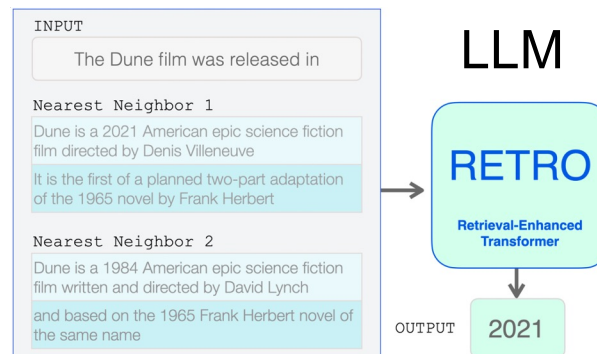 INPUT
The Dune film was released in
Nearest Neighbor 1
Dune is a 2021 American epic science fiction
film directed by Denis Villeneuve
It is the first of a planned two-part adaptation
of the 1965 novel by Frank Herbert
Nearest Neighbor 2
Dune is a 1984 American epic science fiction
film written and directed by David Lynch
and based on the 1965 Frank Herbert novel of
the same name
LLM
RETRO
Retrieval-Enhanced
Transformer
OUTPUT
2021